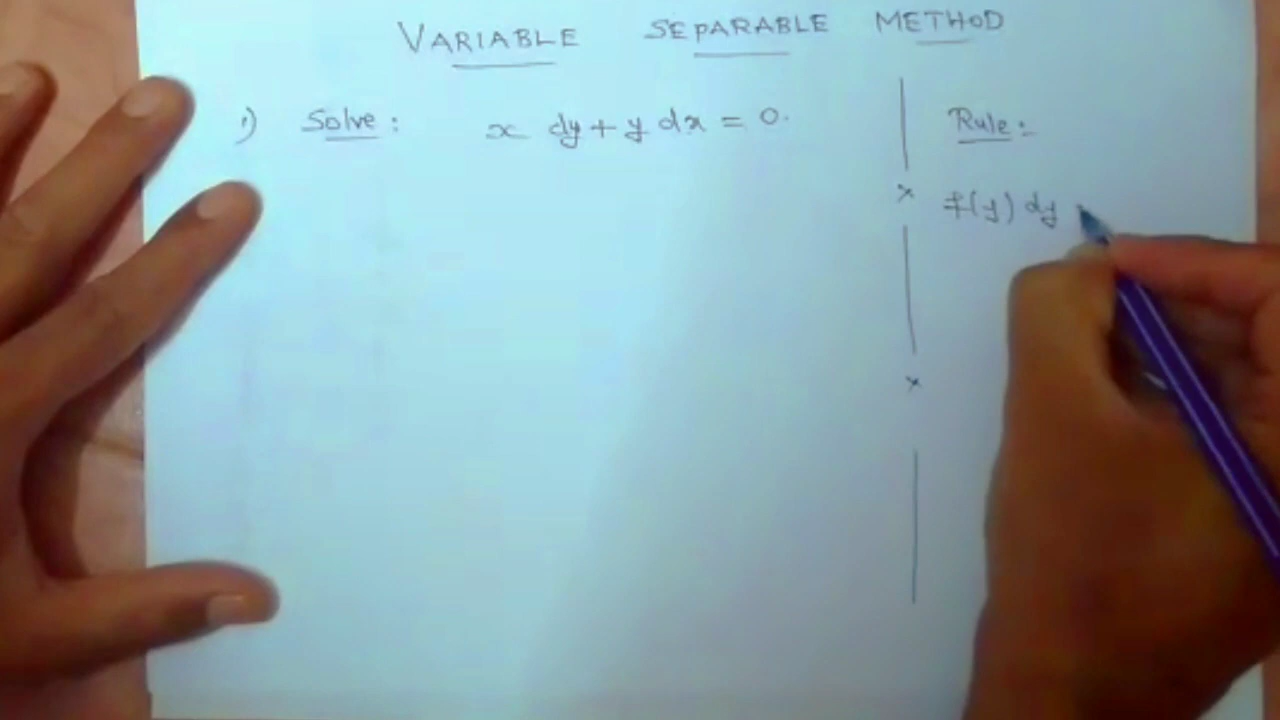 VARIABLE SEPARABLE METHOD
1) Solve: x dy + y dx = 0.
Rule:
f(y) dy